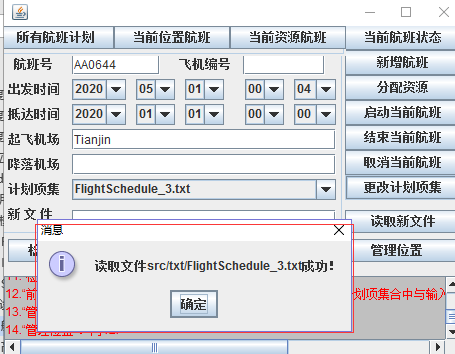 所有航班计划 当前位置航班 当前资源航班 当前航班状态
航班号 AA0644 飞机编号 新增航班
出发时间 2020 05 01 00 04 分配资源
抵达时间 2020 01 01 00 00 启动当前航班
起飞机场 Tianjin 结束当前航班
降落机场 取消当前航班
计划项集 FlightSchedule_3.txt 更改计划项集
新 文 件 读取新文件
消息
管理位置
读取文件src/txt/FlightSchedule_3.txt成功!
12.“前 划项集合中与输入
13.“管
确定
14.“管理检查